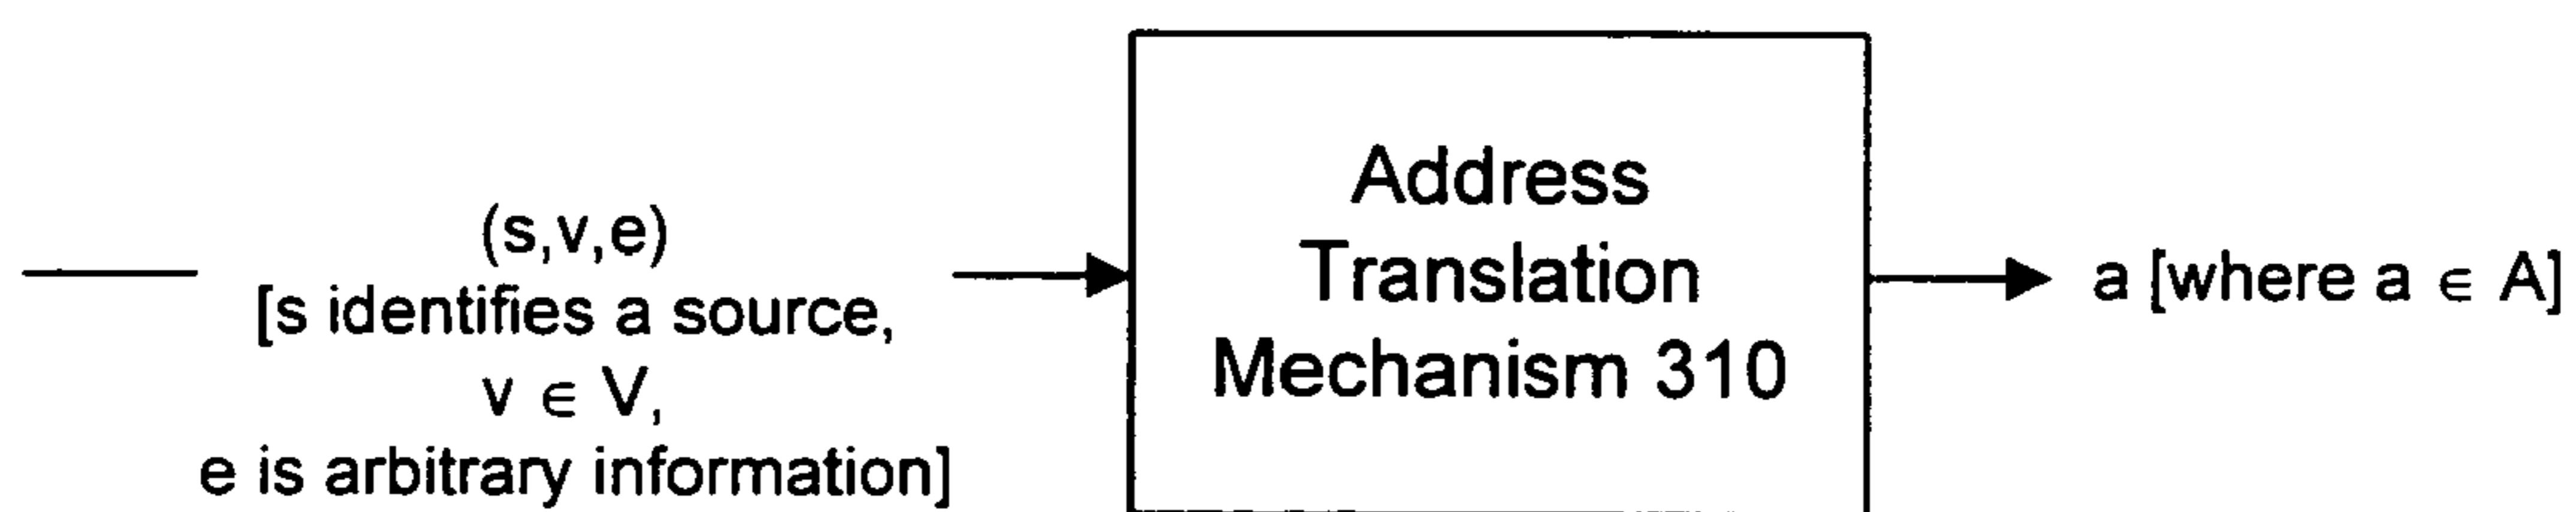 (s,v,e)
[s identifies a source,
v ∈ V,
e is arbitrary information]
Address
Translation
Mechanism 310
a [where a ∈ A]